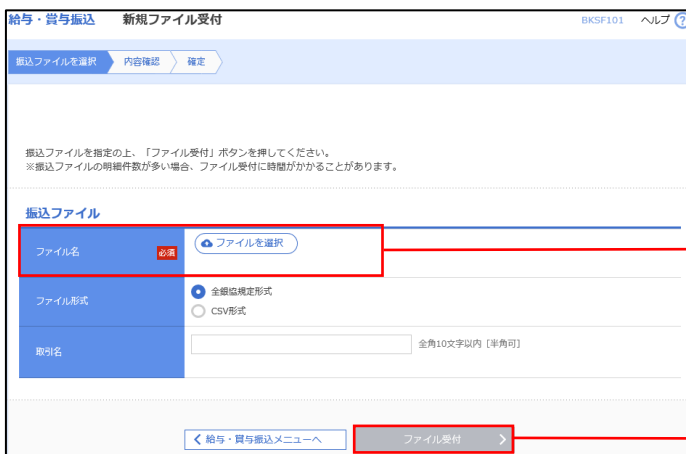 給与・賞与振込 新規ファイル受付 BKSF101 ヘルプ ?
振込ファイルを選択 内容確認 確定
振込ファイルを指定の上、「ファイル受付」ボタンを押してください。
※振込ファイルの明細件数が多い場合、ファイル受付に時間がかかることがあります。
振込ファイル
ファイル名 必須 ファイルを選択
ファイル形式 全銀協規定形式
CSV形式
取引名 全角10文字以内 [半角可]
給与・賞与振込メニューへ ファイル受付